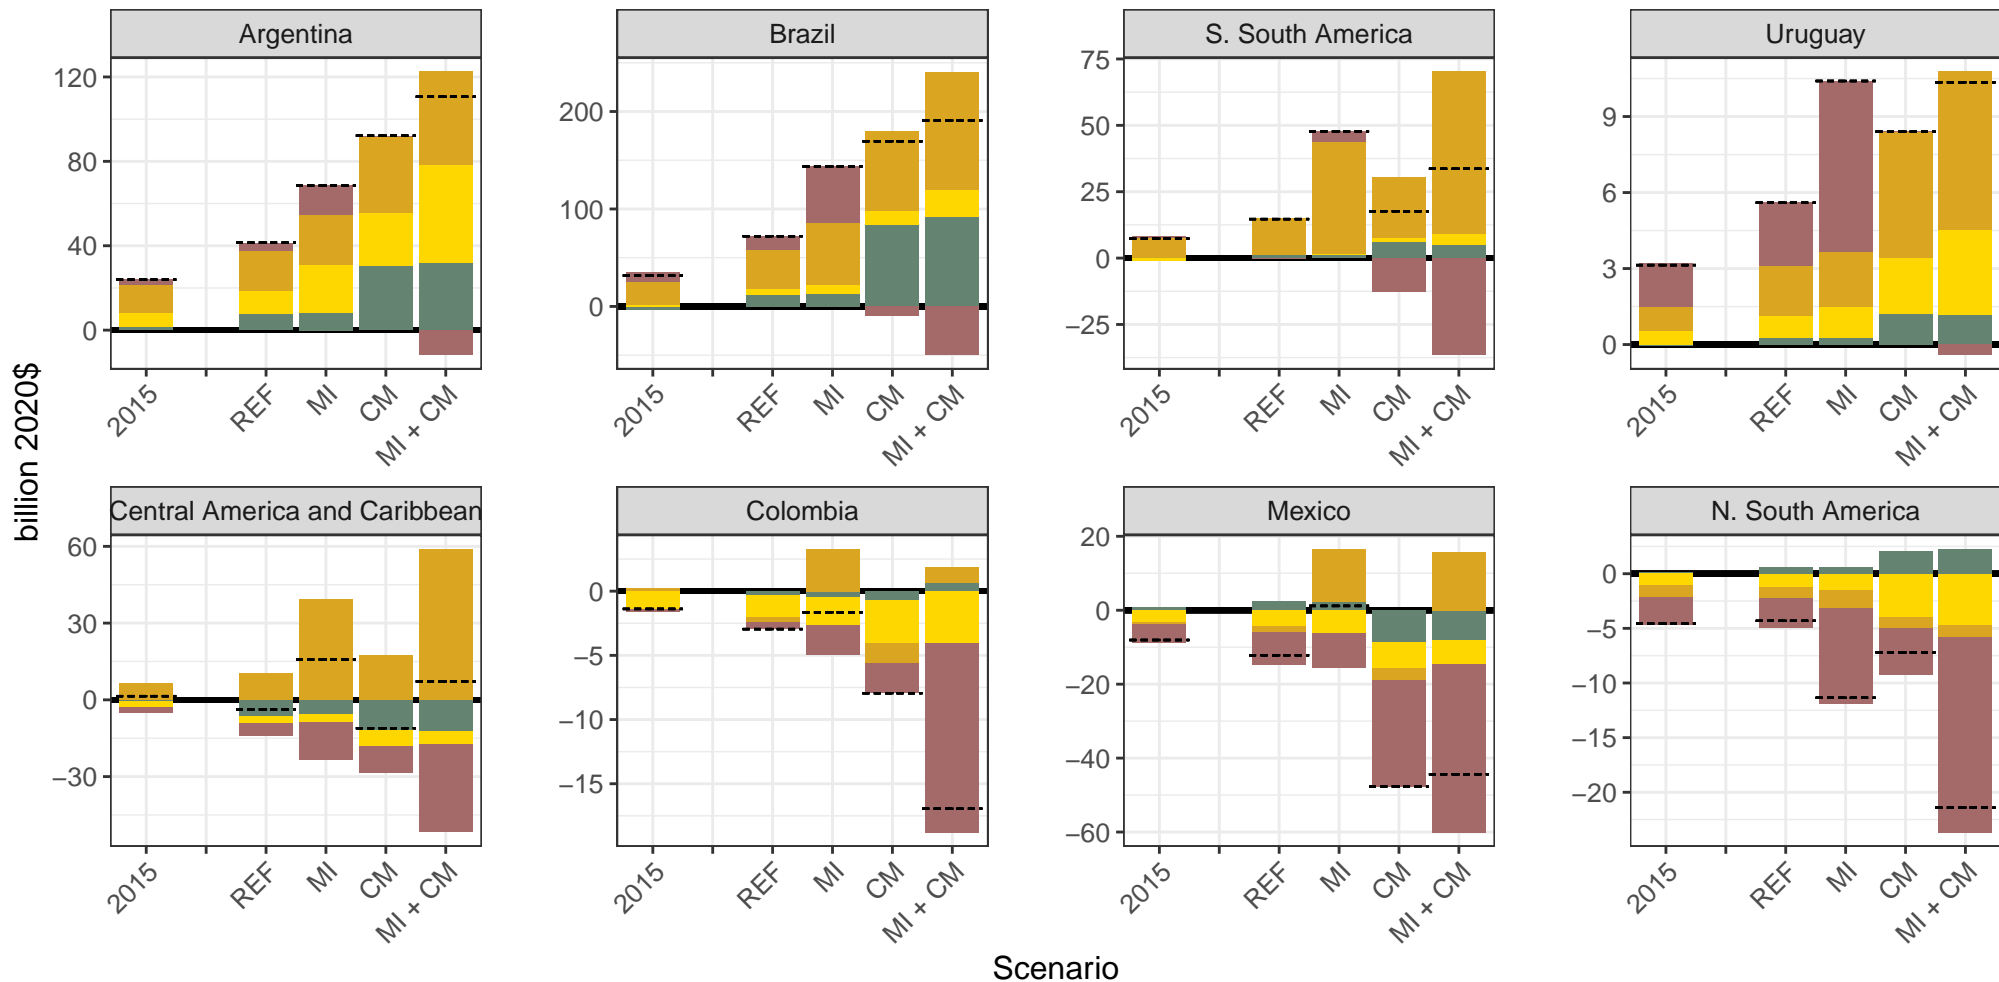 billion 2020$
Argentina
120
80
40
0
2015
REF
MI
CM
MI + CM
Brazil
200
100
0
2015
REF
MI
CM
MI + CM
S. South America
75
50
25
0
−25
2015
REF
MI
CM
MI + CM
Uruguay
9
6
3
0
2015
REF
MI
CM
MI + CM
Central America and Caribbean
60
30
0
−30
2015
REF
MI
CM
MI + CM
Colombia
0
−5
−10
−15
2015
REF
MI
CM
MI + CM
Mexico
20
0
−20
−40
−60
2015
REF
MI
CM
MI + CM
N. South America
0
−5
−10
−15
−20
2015
REF
MI
CM
MI + CM
Scenario